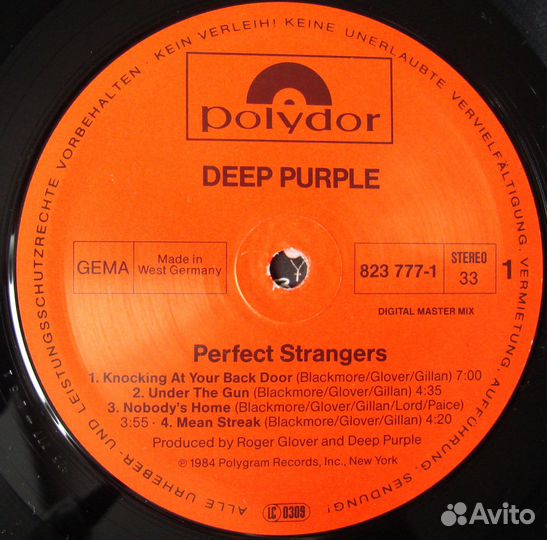 ALLE URHEBER- UND LEISTUNGSSCHUTZRECHTE VORBEHALTEN · KEIN VERLEIH! KEINE UNERLAUBTE VERVIELFÄLTIGUNG, VERMIETUNG, AUFFÜHRUNG, SENDUNG!
polydor
DEEP PURPLE
GEMA
Made in
West Germany
823 777-1
STEREO
33
1
DIGITAL MASTER MIX
Perfect Strangers
1. Knocking At Your Back Door (Blackmore/Glover/Gillan) 7:00
2. Under The Gun (Blackmore/Glover/Gillan) 4:35
3. Nobody's Home (Blackmore/Glover/Gillan/Lord/Paice)
3:55 · 4. Mean Streak (Blackmore/Glover/Gillan) 4:20
Produced by Roger Glover and Deep Purple
℗ 1984 Polygram Records, Inc., New York
LC 0309
Avito